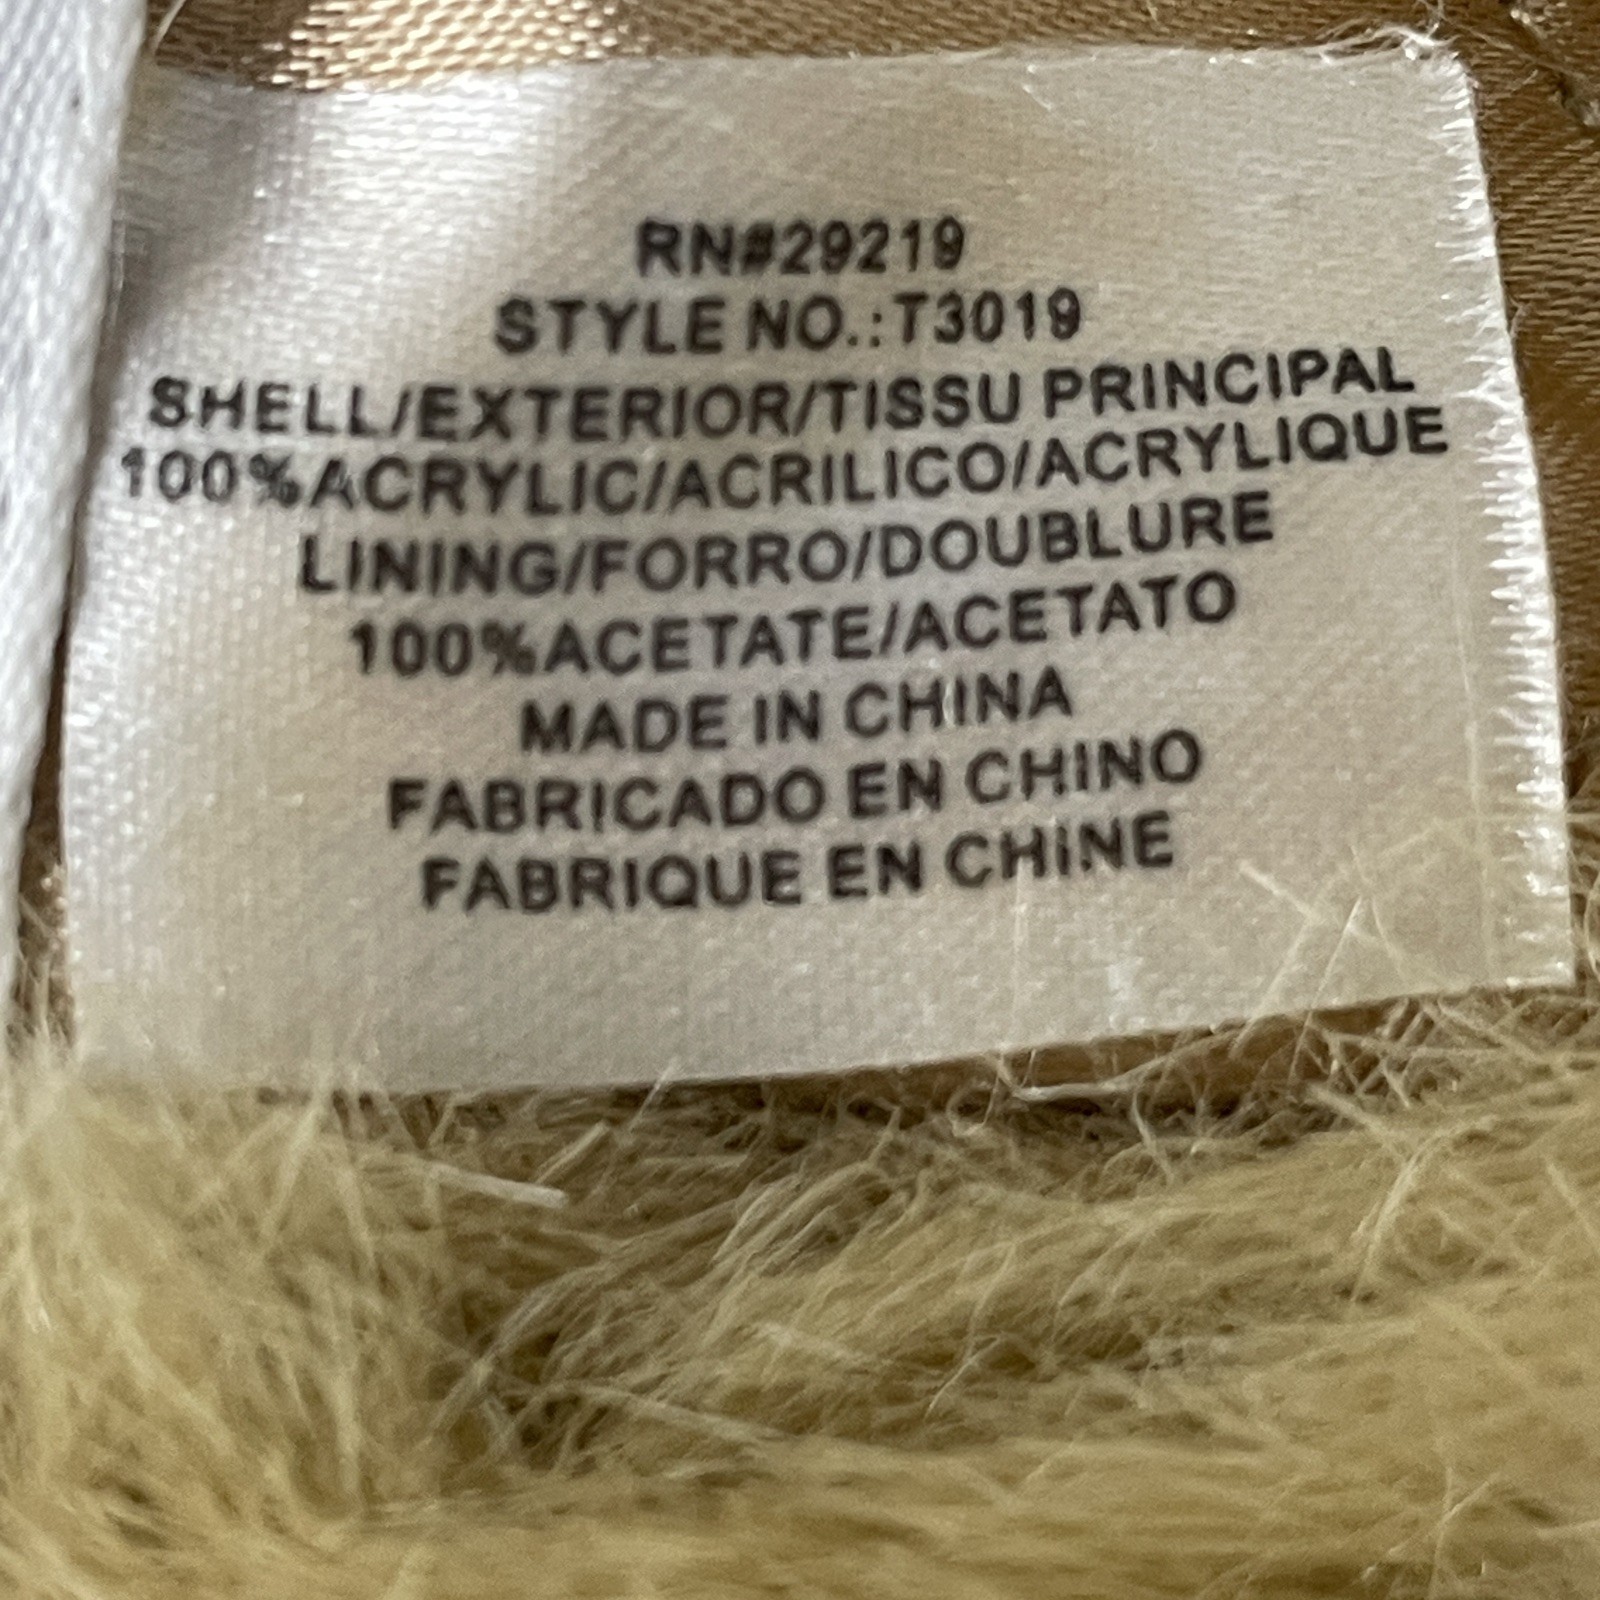 RN#29219
STYLE NO.:T3019
SHELL/EXTERIOR/TISSU PRINCIPAL
100%ACRYLIC/ACRILICO/ACRYLIQUE
LINING/FORRO/DOUBLURE
100%ACETATE/ACETATO
MADE IN CHINA
FABRICADO EN CHINO
FABRIQUE EN CHINE